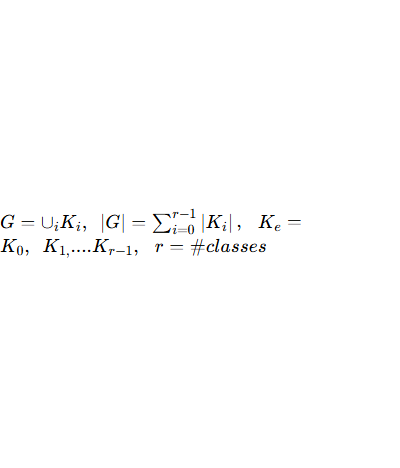 G = ∪_i K_i, |G| = ∑_{i=0}^{r−1} |K_i| , K_e =
K_0, K_{1,}....K_{r−1}, r = #classes